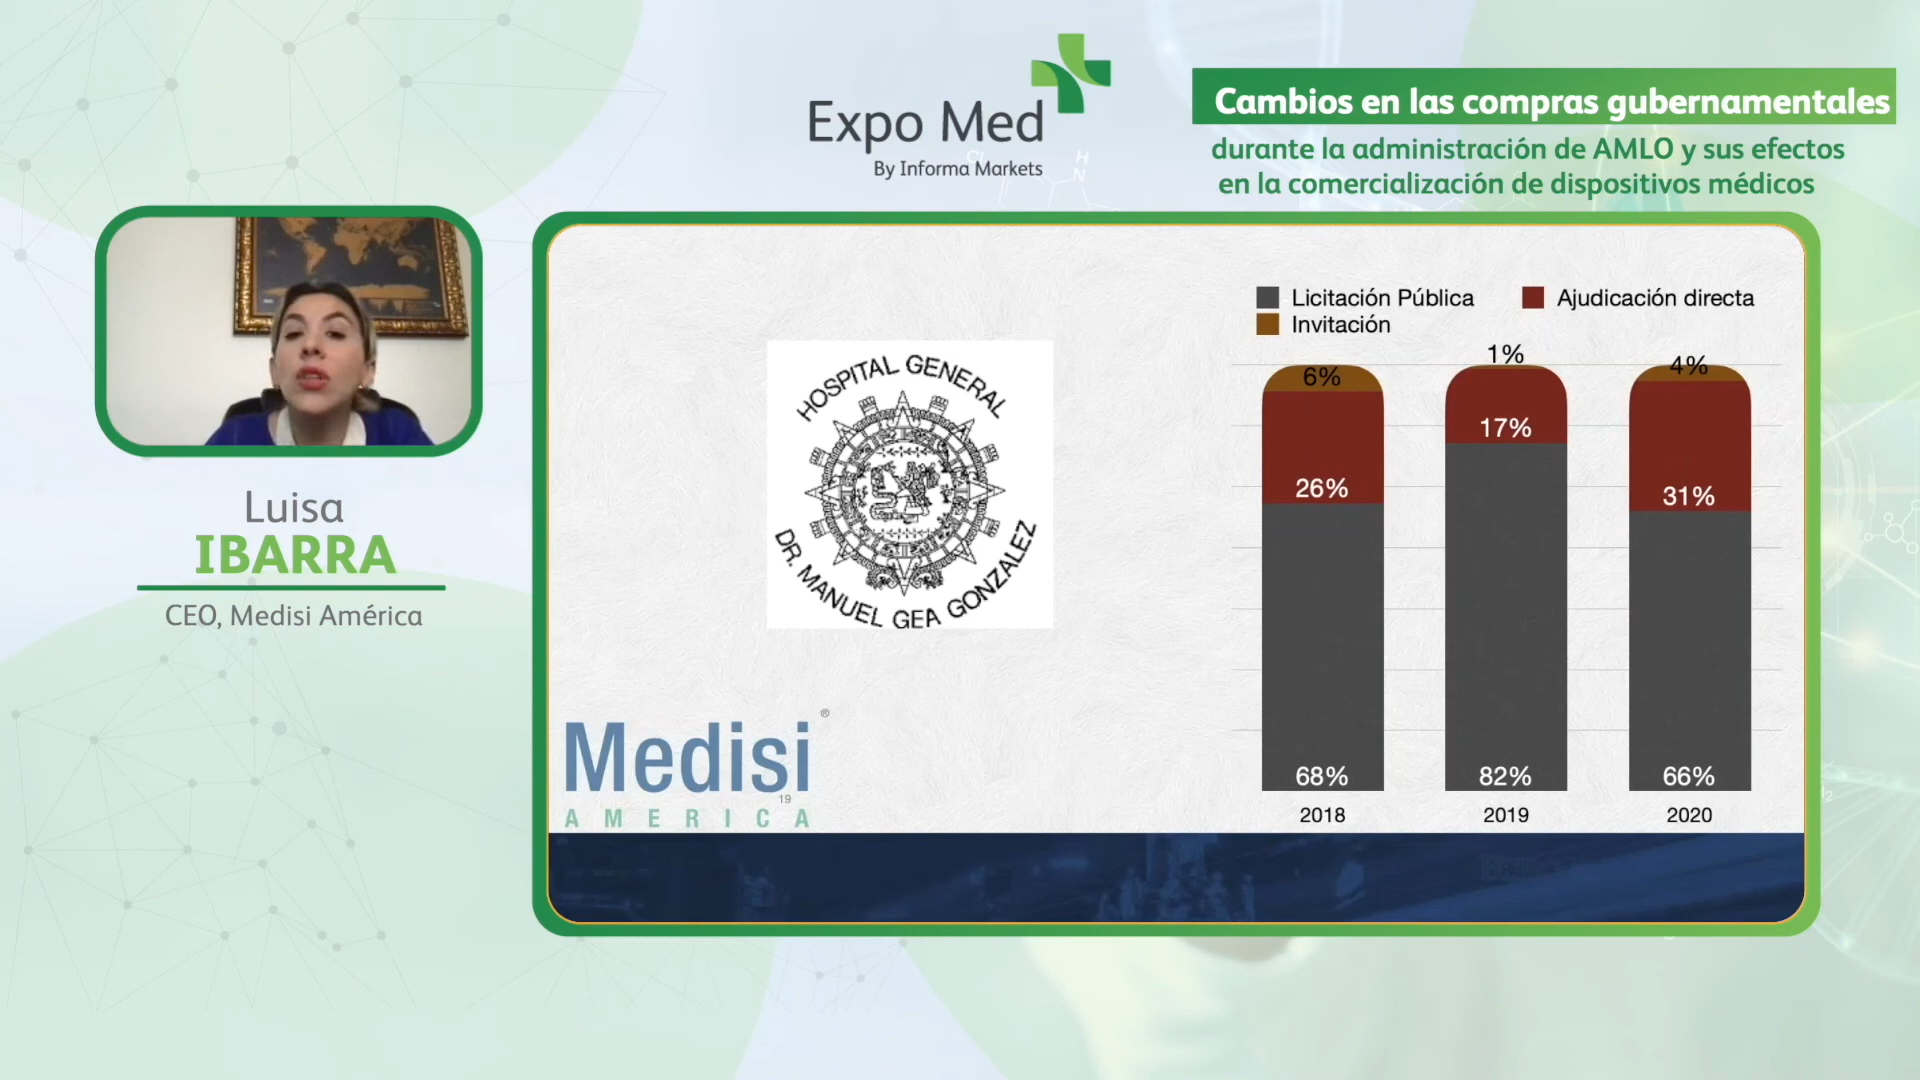 Expo Med
By Informa Markets
Cambios en las compras gubernamentales
durante la administración de AMLO y sus efectos
en la comercialización de dispositivos médicos
Luisa
IBARRA
CEO, Medisi América
HOSPITAL GENERAL
DR. MANUEL GEA GONZALEZ
Medisi®
19
AMERICA
Licitación Pública
Ajudicación directa
Invitación
6%
1%
4%
26%
17%
31%
68%
82%
66%
2018
2019
2020
Cl
H
N